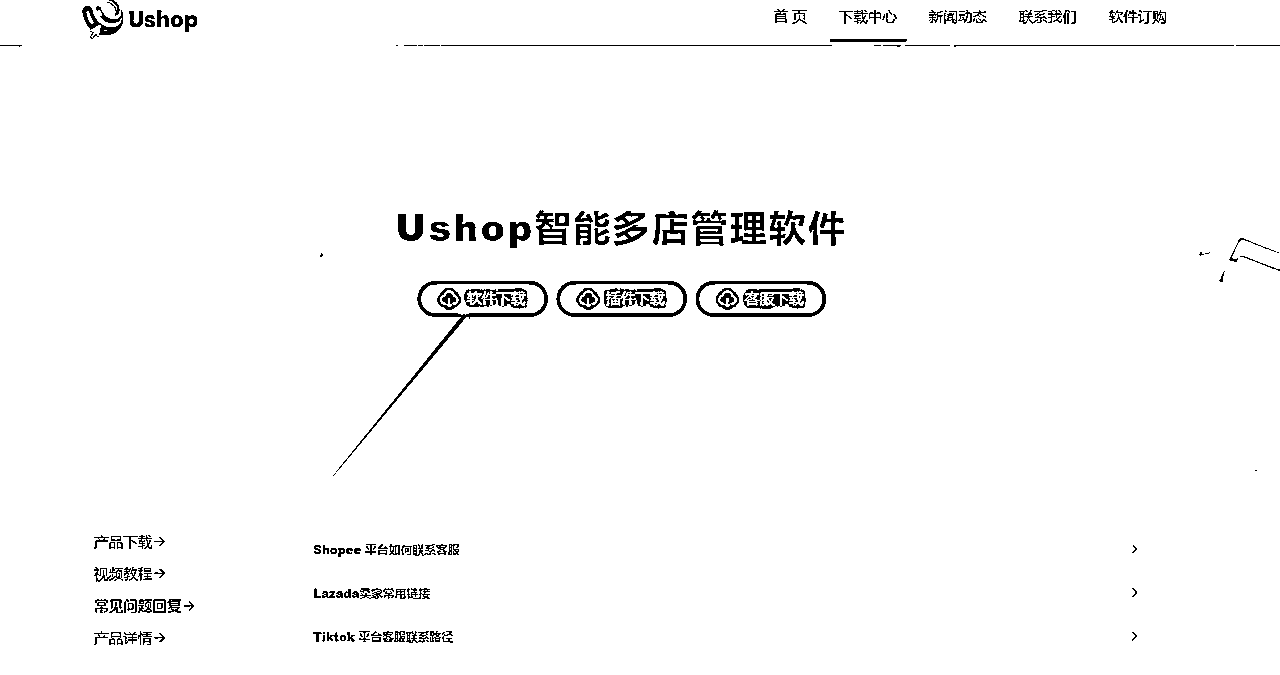 Ushop
首 页 下载中心 新闻动态 联系我们 软件订购
Ushop智能多店管理软件
软件下载 插件下载 客服下载
产品下载→
视频教程→
常见问题回复→
产品详情→
Shopee 平台如何联系客服
Lazada卖家常用链接
Tiktok 平台客服联系路径